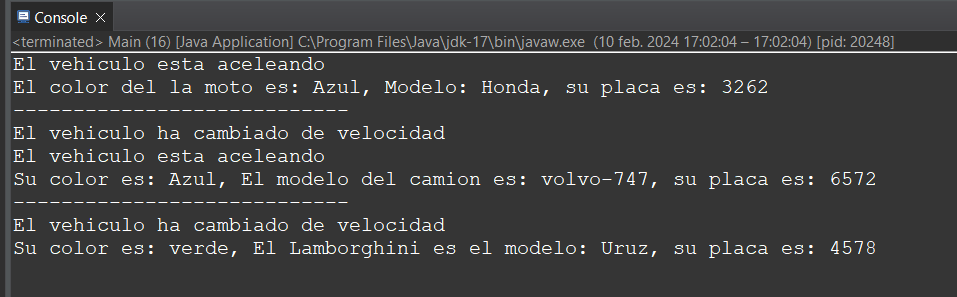 Console
<terminated> Main (16) [Java Application] C:\Program Files\Java\jdk-17\bin\javaw.exe (10 feb. 2024 17:02:04 – 17:02:04) [pid: 20248]
El vehiculo esta aceleando
El color del la moto es: Azul, Modelo: Honda, su placa es: 3262
----------------------------
El vehiculo ha cambiado de velocidad
El vehiculo esta aceleando
Su color es: Azul, El modelo del camion es: volvo-747, su placa es: 6572
----------------------------
El vehiculo ha cambiado de velocidad
Su color es: verde, El Lamborghini es el modelo: Uruz, su placa es: 4578